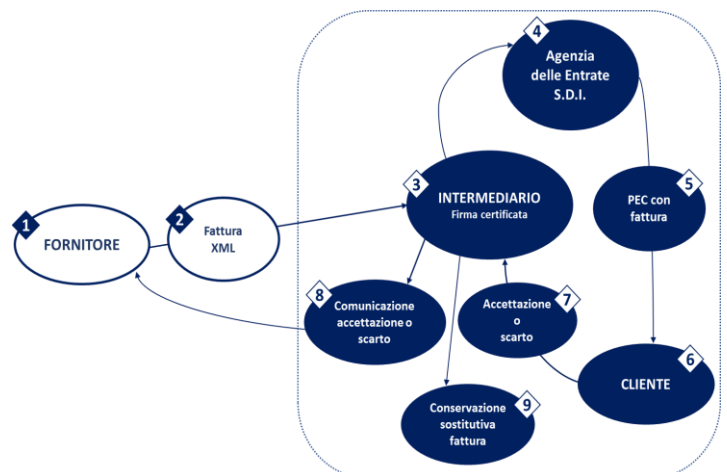 1
FORNITORE
2
Fattura
XML
3
INTERMEDIARIO
Firma certificata
4
Agenzia
delle Entrate
S.D.I.
5
PEC con
fattura
6
CLIENTE
7
Accettazione
o
scarto
8
Comunicazione
accettazione o
scarto
9
Conservazione
sostitutiva
fattura